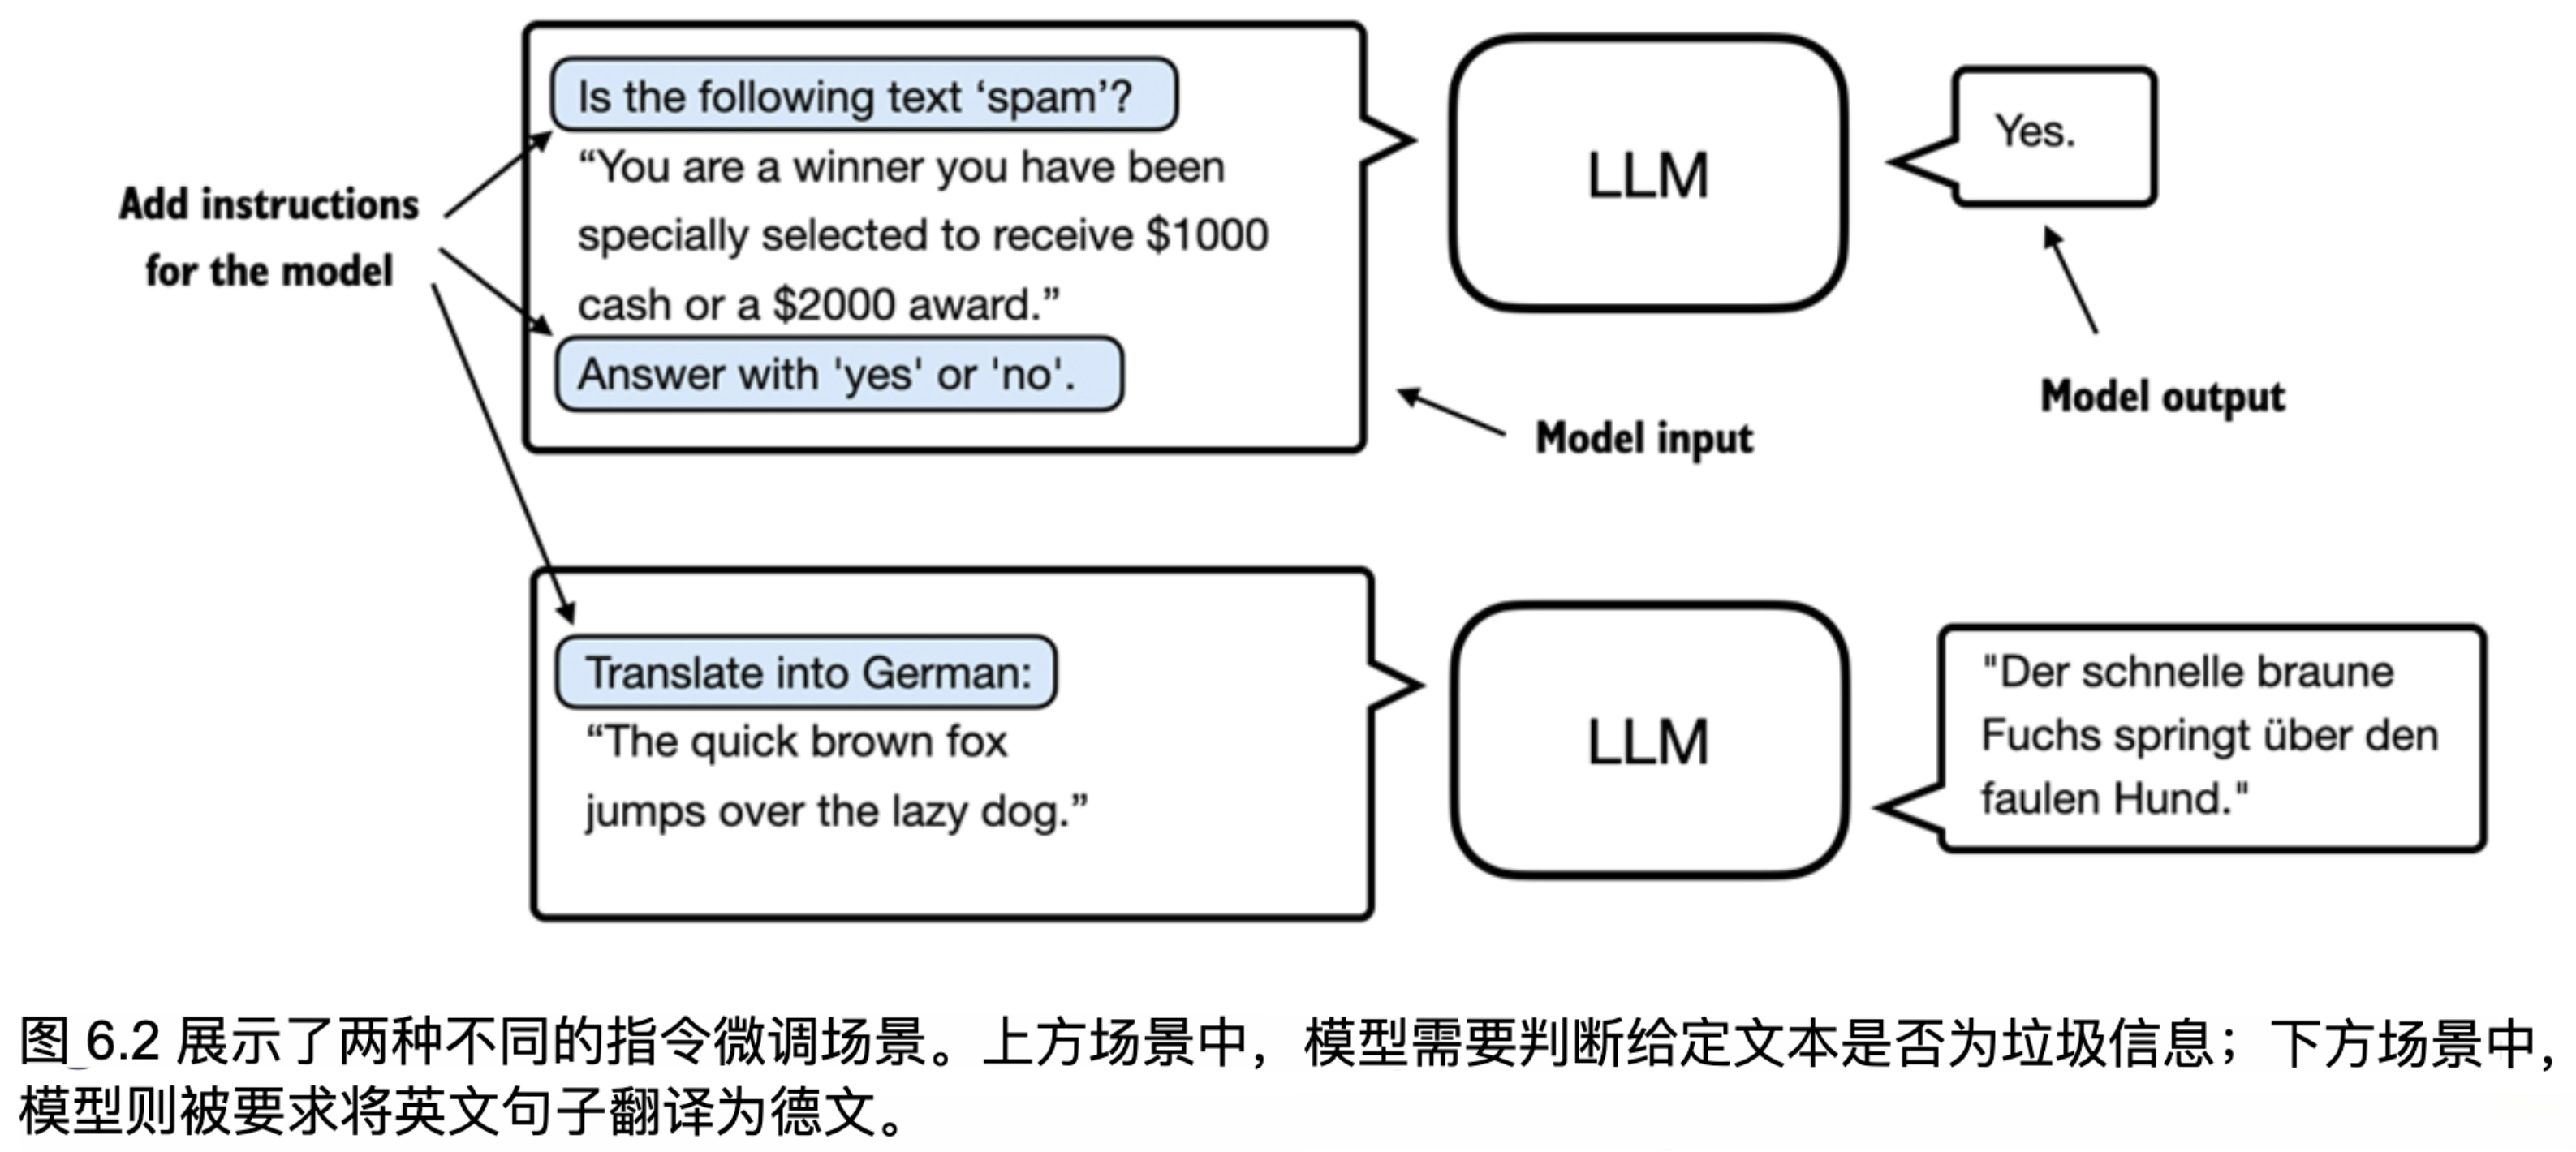 Is the following text ‘spam’?
“You are a winner you have been
specially selected to receive $1000
cash or a $2000 award.”
Answer with 'yes' or 'no'.
Add instructions
for the model
LLM
Yes.
Model output
Model input
Translate into German:
“The quick brown fox
jumps over the lazy dog.”
LLM
"Der schnelle braune
Fuchs springt über den
faulen Hund."
图 6.2 展示了两种不同的指令微调场景。上方场景中，模型需要判断给定文本是否为垃圾信息；下方场景中，
模型则被要求将英文句子翻译为德文。